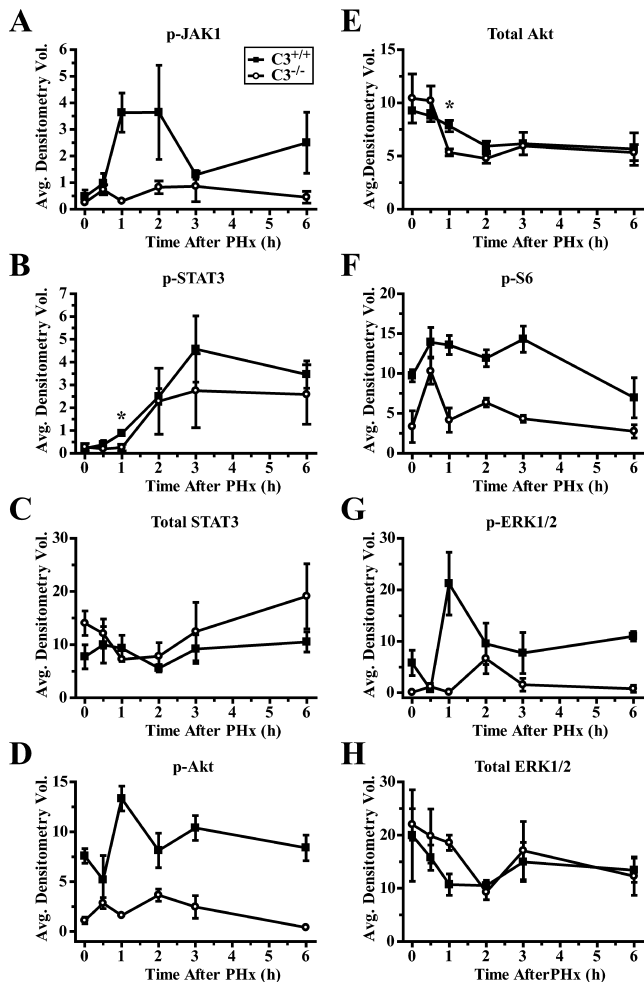 A
p-JAK1
C3+/+
C3-/-
Avg. Densitometry Vol.
6
5
4
3
2
1
0
0 1 2 3 4 5 6
Time After PHx (h)
B
p-STAT3
Avg. Densitometry Vol.
7
6
5
4
3
2
1
0
*
0 1 2 3 4 5 6
Time After PHx (h)
C
Total STAT3
Avg. Densitometry Vol.
30
20
10
0
0 1 2 3 4 5 6
Time After PHx (h)
D
p-Akt
Avg. Densitometry Vol.
15
10
5
0
0 1 2 3 4 5 6
Time After PHx (h)
E
Total Akt
Avg.Densitometry Vol.
15
10
5
0
*
0 1 2 3 4 5 6
Time After PHx (h)
F
p-S6
Avg. Densitometry Vol.
20
15
10
5
0
0 1 2 3 4 5 6
Time After PHx (h)
G
p-ERK1/2
Avg. Densitometry Vol.
30
20
10
0
0 1 2 3 4 5 6
Time After PHx (h)
H
Total ERK1/2
Avg. Densitometry Vol.
30
20
10
0
0 1 2 3 4 5 6
Time AfterPHx (h)